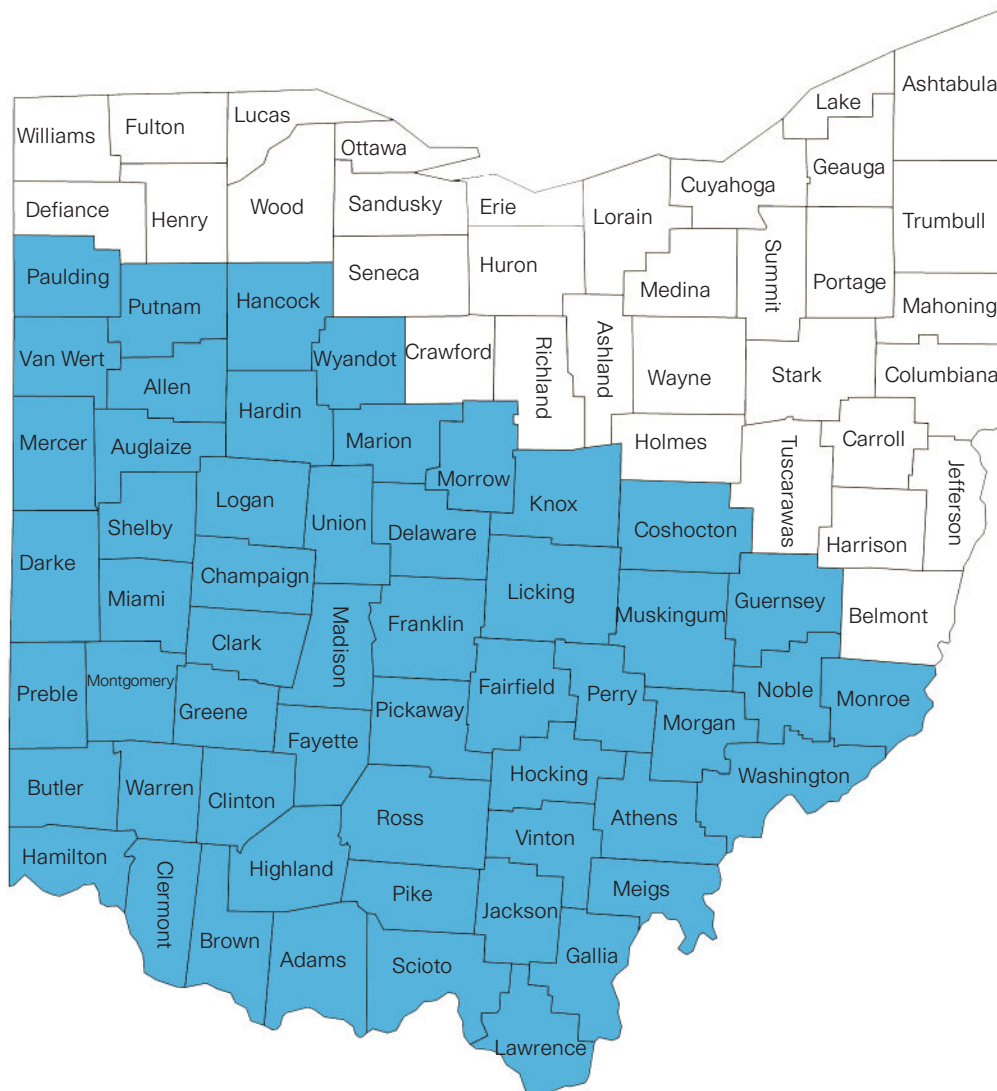 Ashtabula
Lake
Lucas
Fulton
Williams
Ottawa
Geauga
Cuyahoga
Wood
Sandusky
Erie
Lorain
Defiance
Henry
Trumbull
Summit
Seneca
Huron
Medina
Portage
Paulding
Putnam
Hancock
Mahoning
Van Wert
Wyandot
Crawford
Richland
Ashland
Wayne
Stark
Columbiana
Allen
Hardin
Mercer
Auglaize
Marion
Holmes
Tuscarawas
Carroll
Jefferson
Morrow
Logan
Knox
Union
Shelby
Delaware
Coshocton
Harrison
Darke
Champaign
Miami
Licking
Guernsey
Madison
Franklin
Muskingum
Belmont
Clark
Preble
Montgomery
Greene
Pickaway
Fairfield
Perry
Noble
Monroe
Morgan
Fayette
Hocking
Washington
Butler
Warren
Clinton
Ross
Athens
Vinton
Hamilton
Clermont
Highland
Pike
Jackson
Meigs
Brown
Adams
Scioto
Gallia
Lawrence